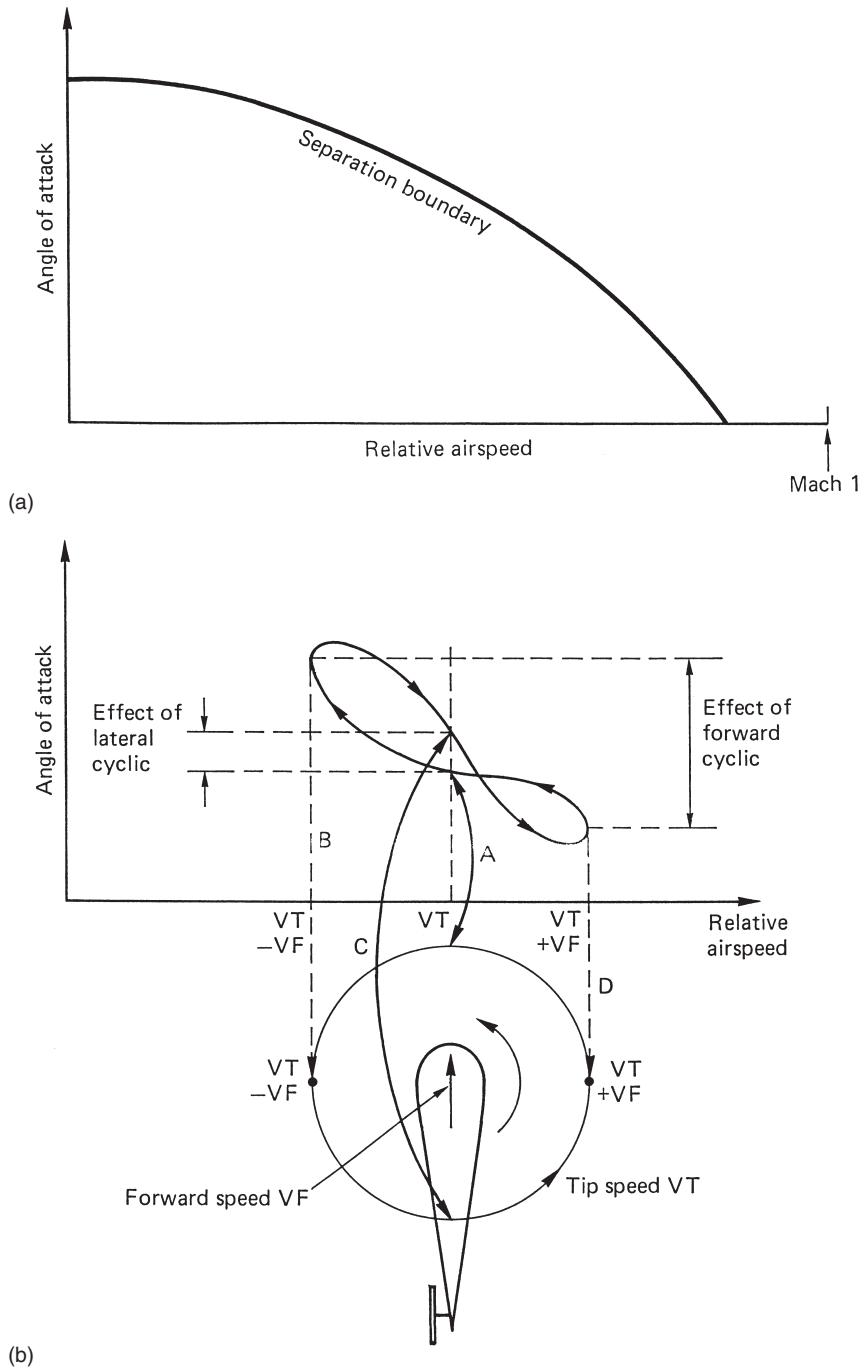 Angle of attack
Separation boundary
Relative airspeed
Mach 1
(a)
Angle of attack
Effect of
lateral
cyclic
Effect of
forward
cyclic
B
A
VT
–VF
VT
VT
+VF
Relative
airspeed
C
D
VT
–VF
VT
+VF
Forward speed VF
Tip speed VT
(b)